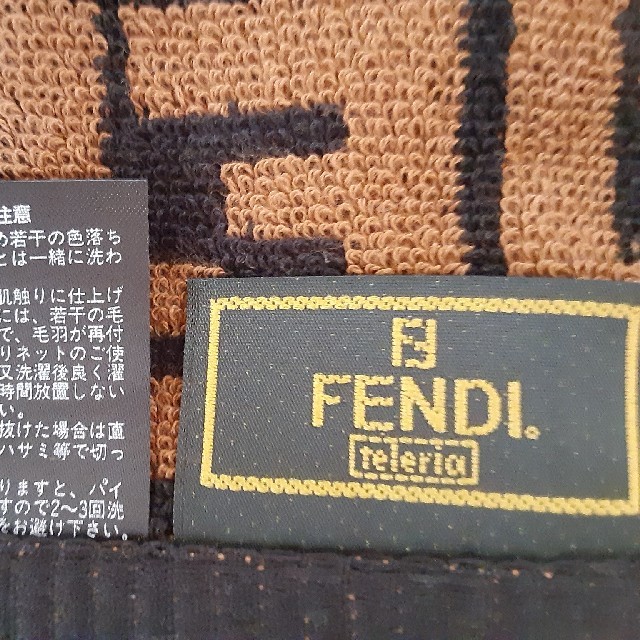 注意
め若干の色落ち
とは一緒に洗わ
肌触りに仕上げ
には、若干の毛
で、毛羽が再付
りネットのご使
又洗濯後良く濯
時間放置しない
い。
抜けた場合は直
ハサミ等で切っ
りますと、パイ
すので2〜3回洗
をお避け下さい。
FENDI.
teleria